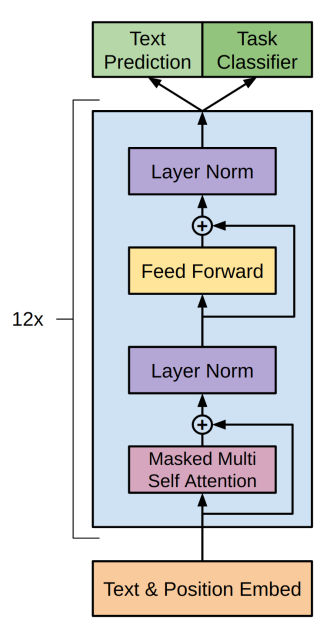 Text
Prediction
Task
Classifier
Layer Norm
Feed Forward
12x
Layer Norm
Masked Multi
Self Attention
Text & Position Embed